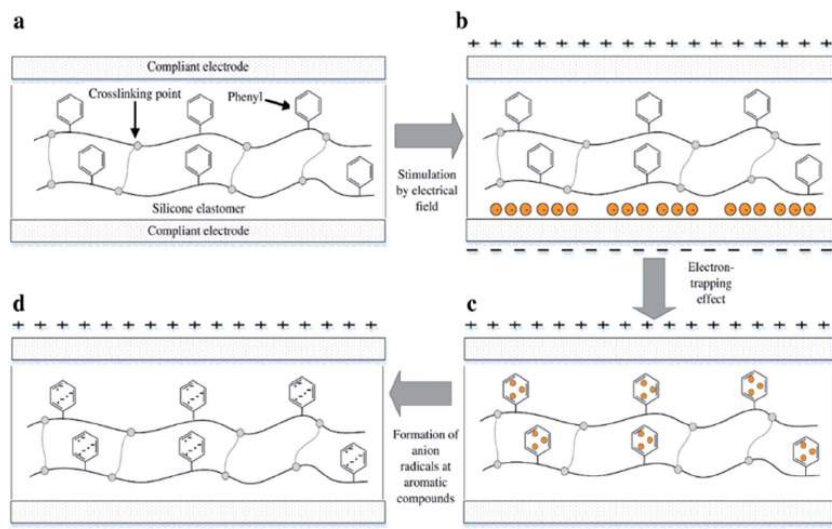 a
Compliant electrode
Crosslinking point
Phenyl
Silicone elastomer
Compliant electrode
Stimulation
by electrical
field
b
+ + + + + + + + + + + + + + +
- - - - - - - - - - - - - - - - - -
Electron-
trapping
effect
d
+ + + + + + + + + + + + + + + +
Formation of
anion
radicals at
aromatic
compounds
c
+ + + + + + + + + + + + + + + +